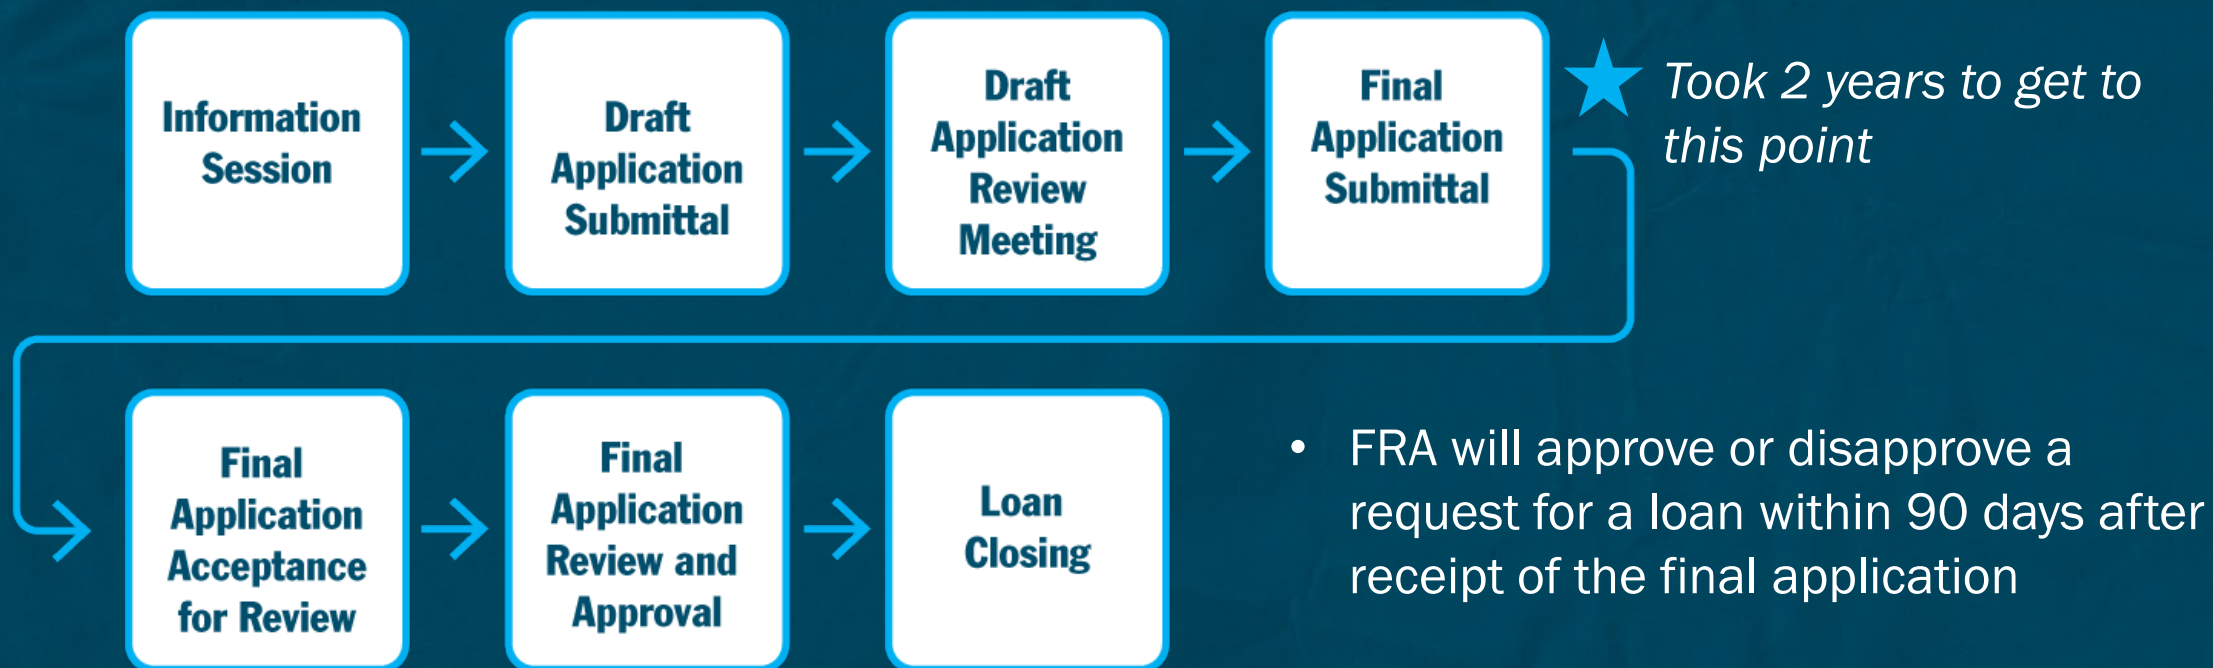 Information
Session
Draft
Application
Submittal
Draft
Application
Review
Meeting
Final
Application
Submittal
Took 2 years to get to
this point
Final
Application
Acceptance
for Review
Final
Application
Review and
Approval
Loan
Closing
• FRA will approve or disapprove a
request for a loan within 90 days after
receipt of the final application